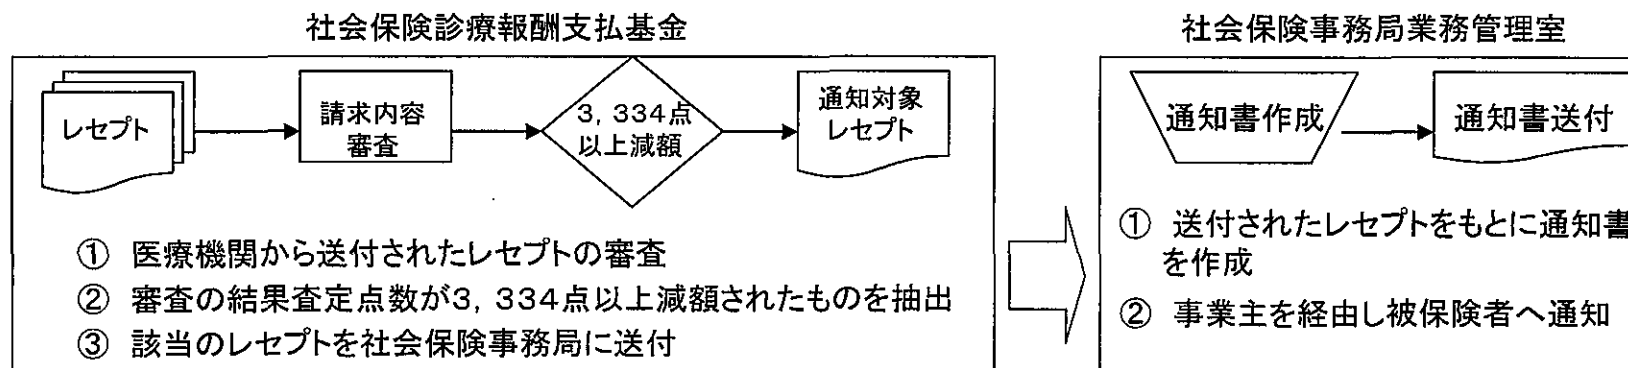 社会保険診療報酬支払基金
レセプト
請求内容
審査
3，334点
以上減額
通知対象
レセプト
① 医療機関から送付されたレセプトの審査
② 審査の結果査定点数が3，334点以上減額されたものを抽出
③ 該当のレセプトを社会保険事務局に送付
社会保険事務局業務管理室
通知書作成
通知書送付
① 送付されたレセプトをもとに通知書
を作成
② 事業主を経由し被保険者へ通知